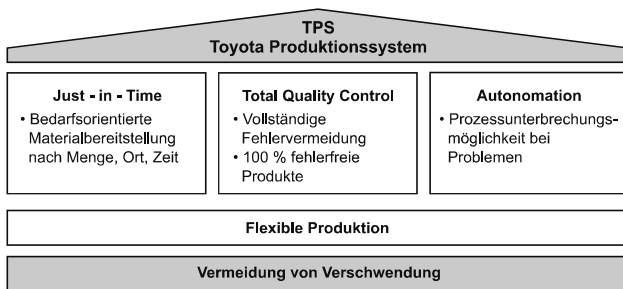 TPS
Toyota Produktionssystem
Just - in - Time
• Bedarfsorientierte
Materialbereitstellung
nach Menge, Ort, Zeit
Total Quality Control
• Vollständige
Fehlervermeidung
• 100 % fehlerfreie
Produkte
Autonomation
• Prozessunterbrechungs-
möglichkeit bei
Problemen
Flexible Produktion
Vermeidung von Verschwendung